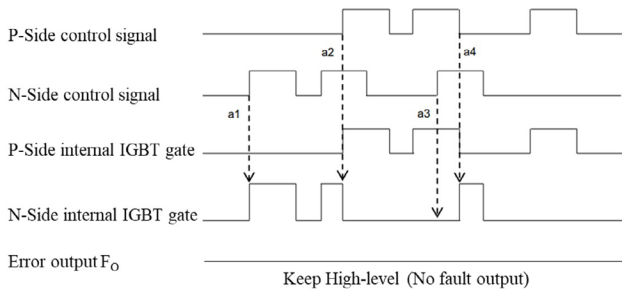 P-Side control signal
a2
a4
N-Side control signal
a1
a3
P-Side internal IGBT gate
N-Side internal IGBT gate
Error output Fo
Keep High-level (No fault output)